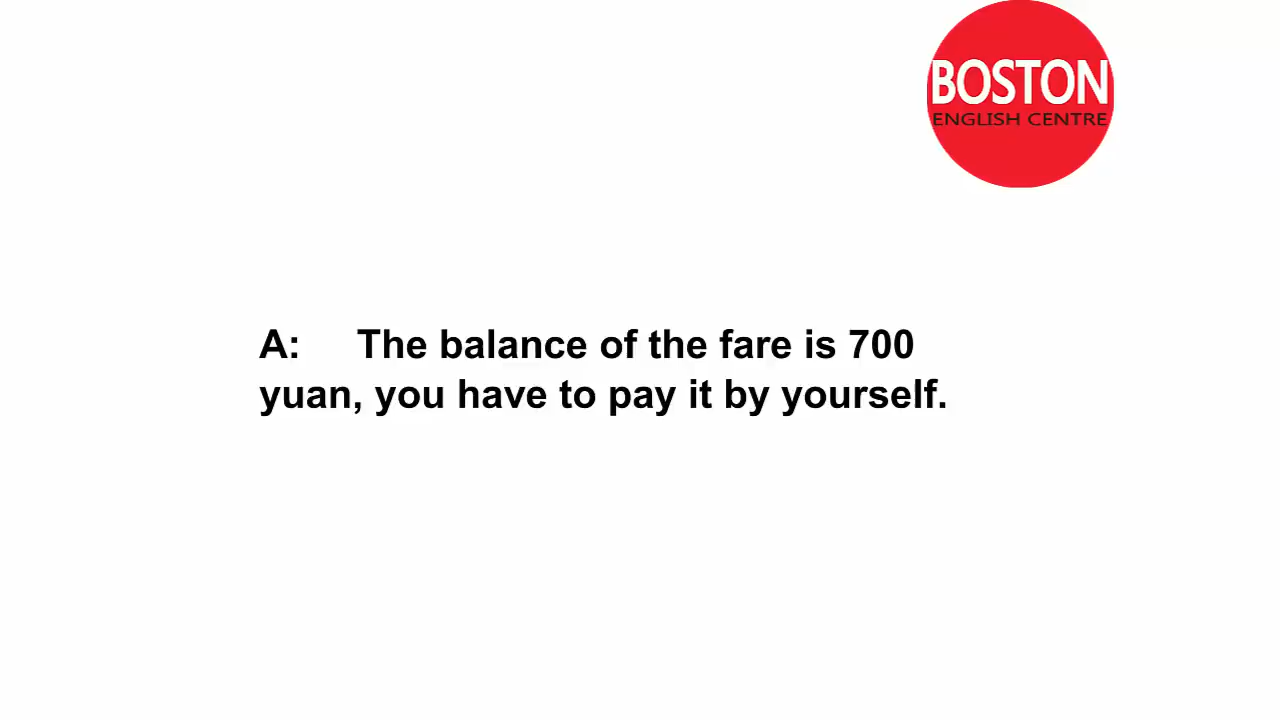 BOSTON
ENGLISH CENTRE
A: The balance of the fare is 700
yuan, you have to pay it by yourself.